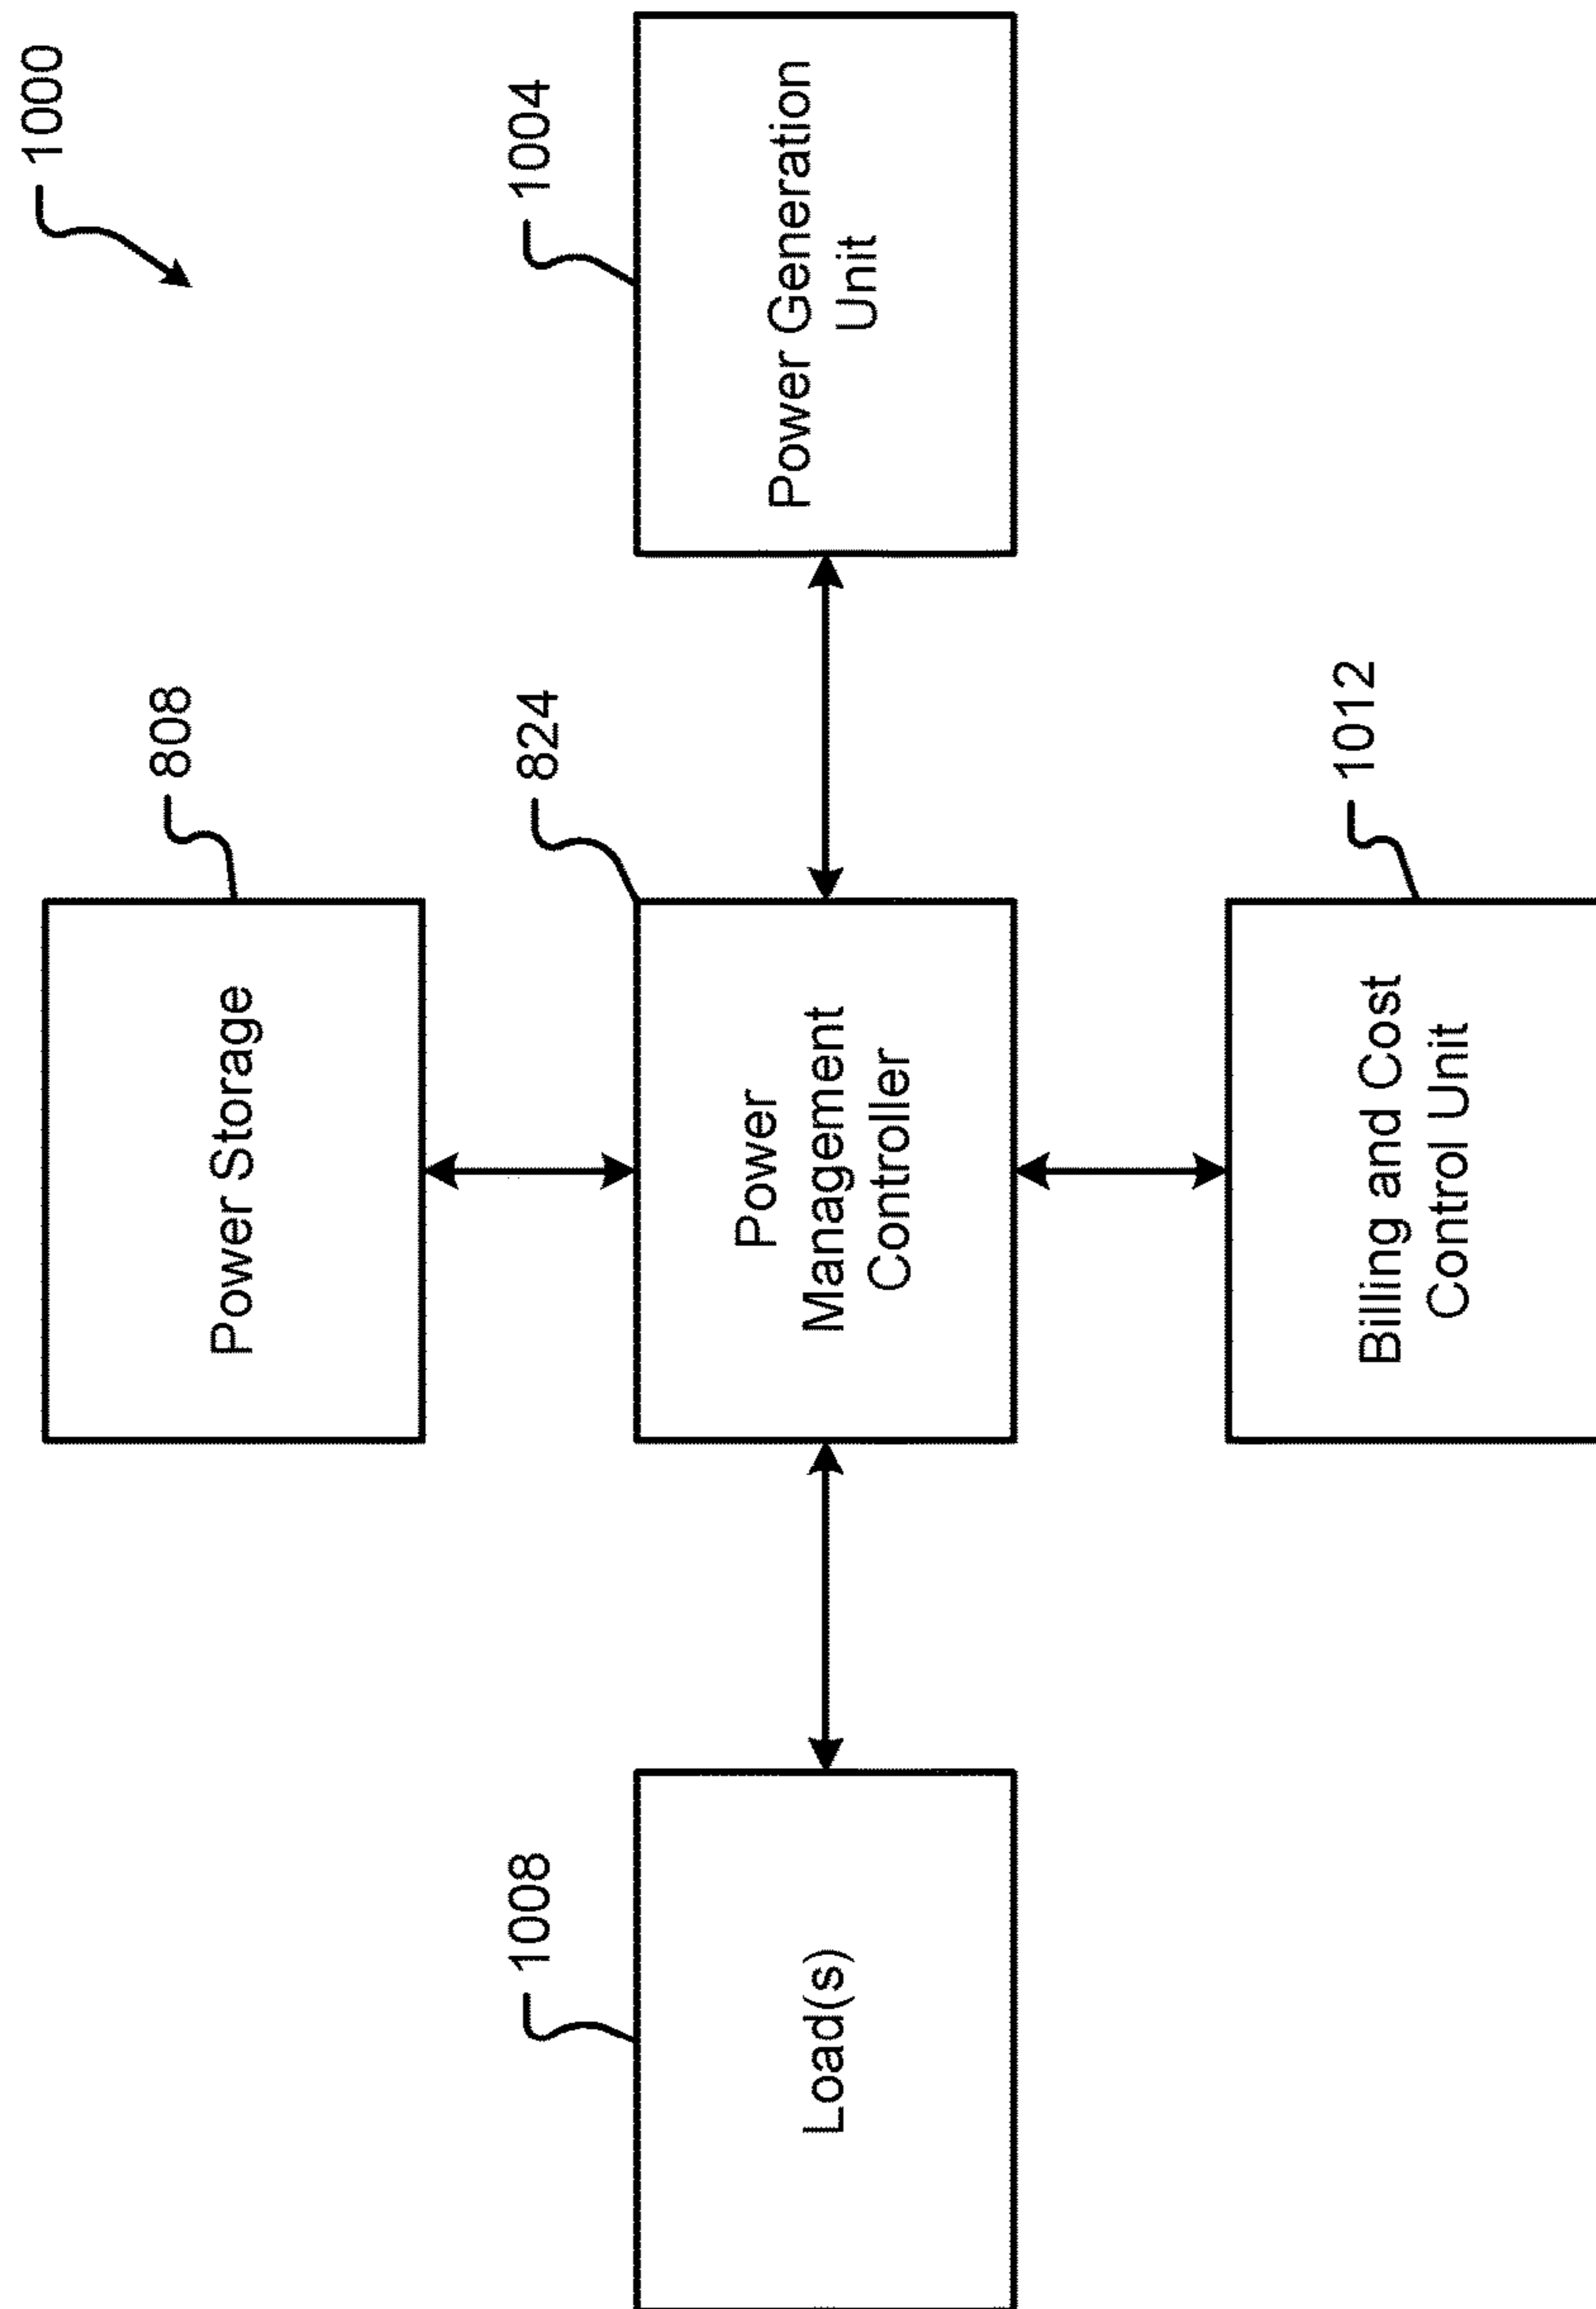 1000
808
Power Storage
1008
824
1004
Load(s)
Power
Management
Controller
Power Generation
Unit
1012
Billing and Cost
Control Unit